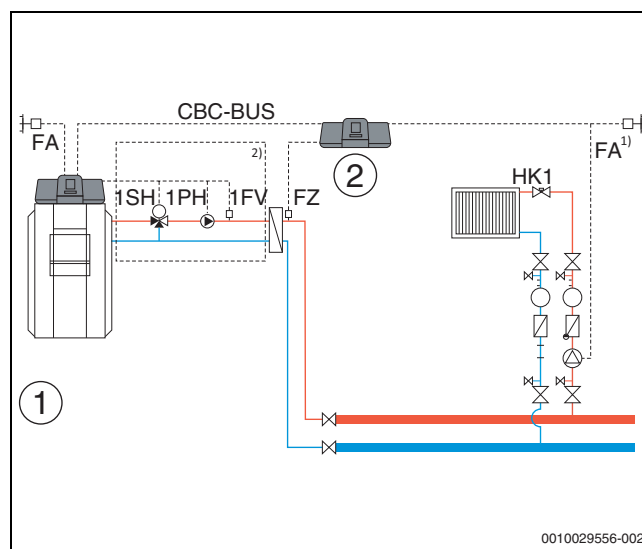 CBC-BUS
FA
FA1)
2)
2
1SH 1PH 1FV FZ
HK1
1
0010029556-002